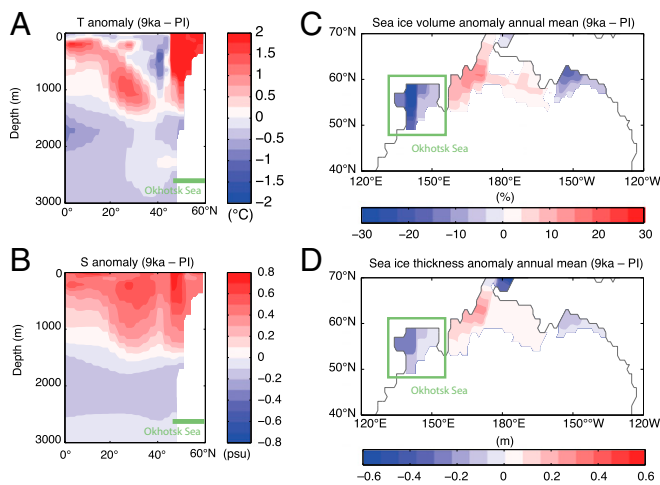 A
T anomaly (9ka – PI)
0
1000
2000
3000
Depth (m)
0°
20°
40°
60°N
Okhotsk Sea
2
1.5
1
0.5
0
−0.5
−1
−1.5
−2
(°C)
B
S anomaly (9ka – PI)
0
1000
2000
3000
Depth (m)
0°
20°
40°
60°N
Okhotsk Sea
0.8
0.6
0.4
0.2
0
−0.2
−0.4
−0.6
−0.8
(psu)
C
Sea ice volume anomaly annual mean (9ka – PI)
70°N
60°N
50°N
40°N
Okhotsk Sea
120°E
150°E
180°W
150°W
120°W
(%)
−30
−20
−10
0
10
20
30
D
Sea ice thickness anomaly annual mean (9ka – PI)
70°N
60°N
50°N
40°N
Okhotsk Sea
120°E
150°E
180°W
150°W
120°W
(m)
−0.6
−0.4
−0.2
0
0.2
0.4
0.6